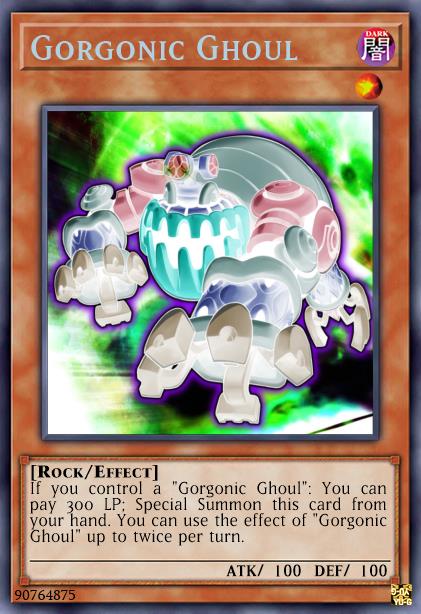 GORGONIC GHOUL
DARK
闇
[ROCK/EFFECT]
If you control a "Gorgonic Ghoul": You can
pay 300 LP; Special Summon this card from
your hand. You can use the effect of "Gorgonic
Ghoul" up to twice per turn.
ATK/ 100 DEF/ 100
90764875